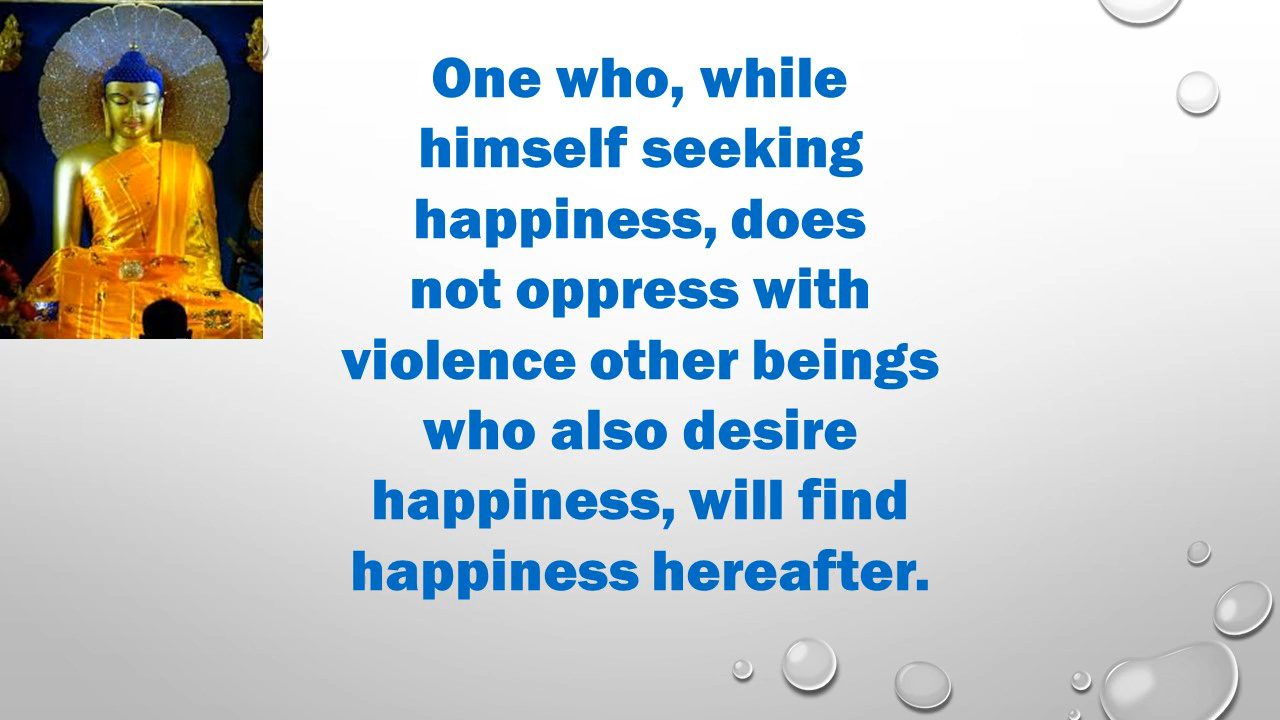 One who, while
himself seeking
happiness, does
not oppress with
violence other beings
who also desire
happiness, will find
happiness hereafter.